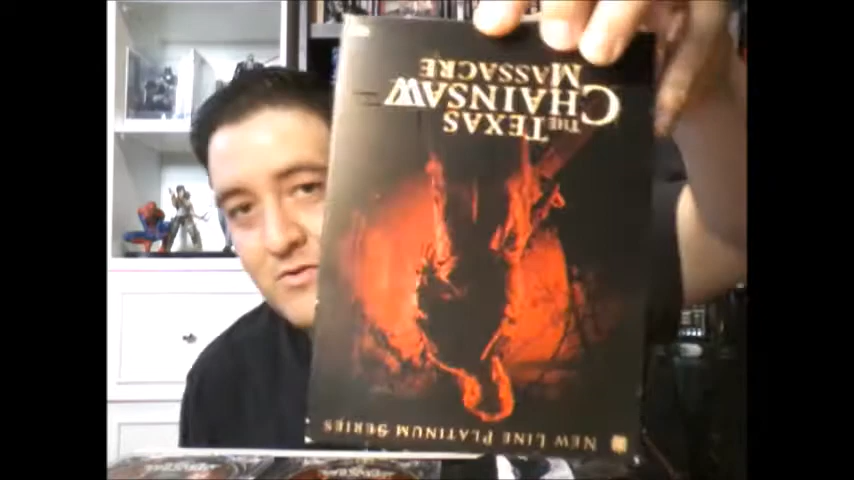 NEW LINE PLATINUM SERIES
THE TEXAS
CHAINSAW
MASSACRE